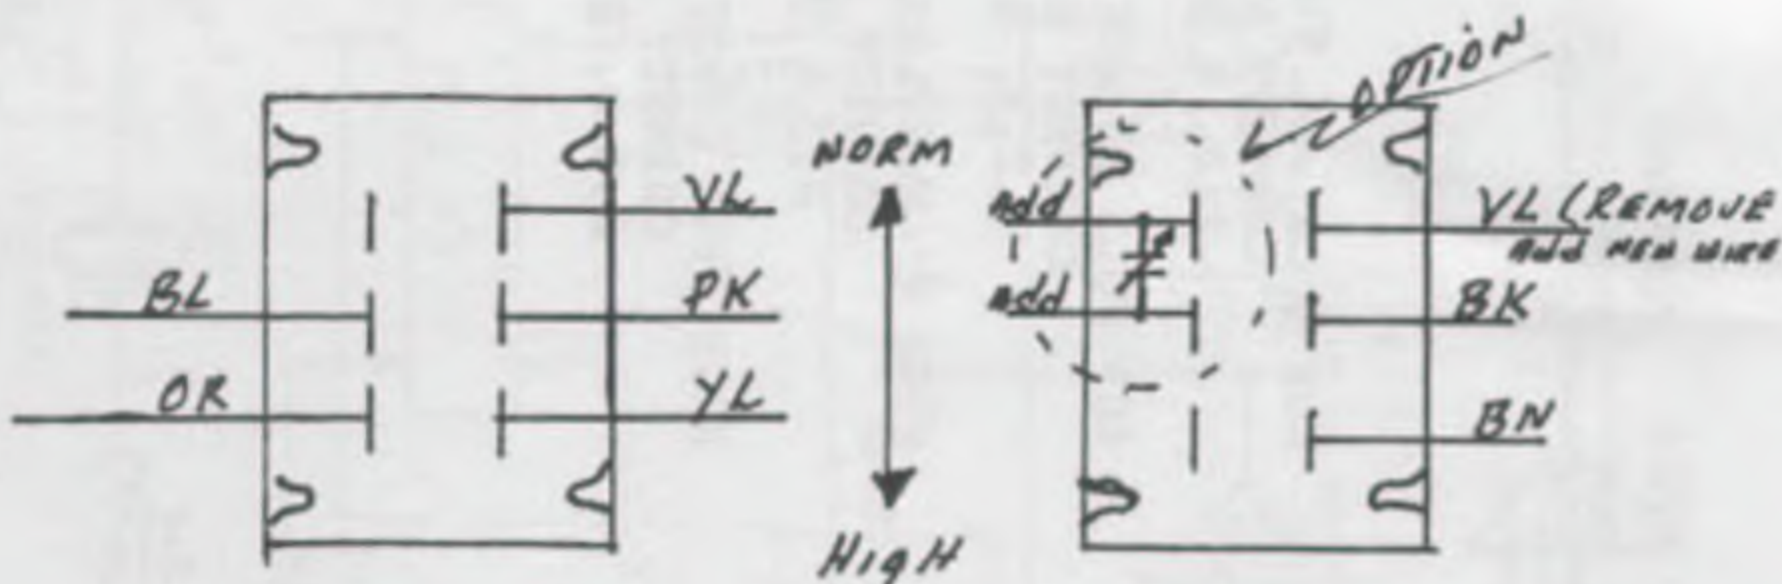 OPTION
NORM
VL
BL
PK
OR
YL
HIGH
Add
Add
VL (REMOVE
Add NEW WIRE
BK
BN